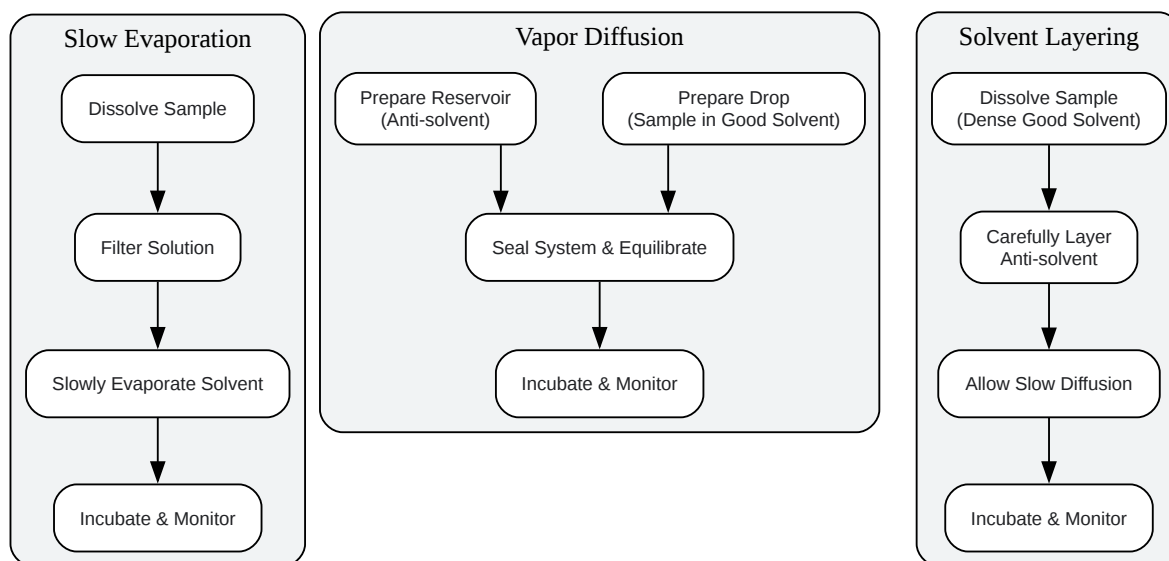 Slow Evaporation
Dissolve Sample
Filter Solution
Slowly Evaporate Solvent
Incubate & Monitor
Vapor Diffusion
Prepare Reservoir
(Anti-solvent)
Prepare Drop
(Sample in Good Solvent)
Seal System & Equilibrate
Incubate & Monitor
Solvent Layering
Dissolve Sample
(Dense Good Solvent)
Carefully Layer
Anti-solvent
Allow Slow Diffusion
Incubate & Monitor